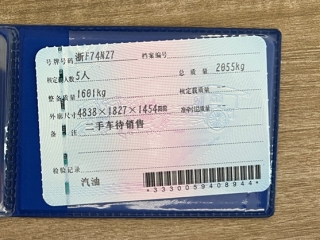 号牌号码 浙F74NZ7 档案编号
核定载人数 5人 总质量 2055kg
整备质量 1601kg 核定载质量 --
外廓尺寸 4838×1827×1454mm 准牵引总质量 --
备注 二手车待销售
检验记录
汽油
*3330059408944*